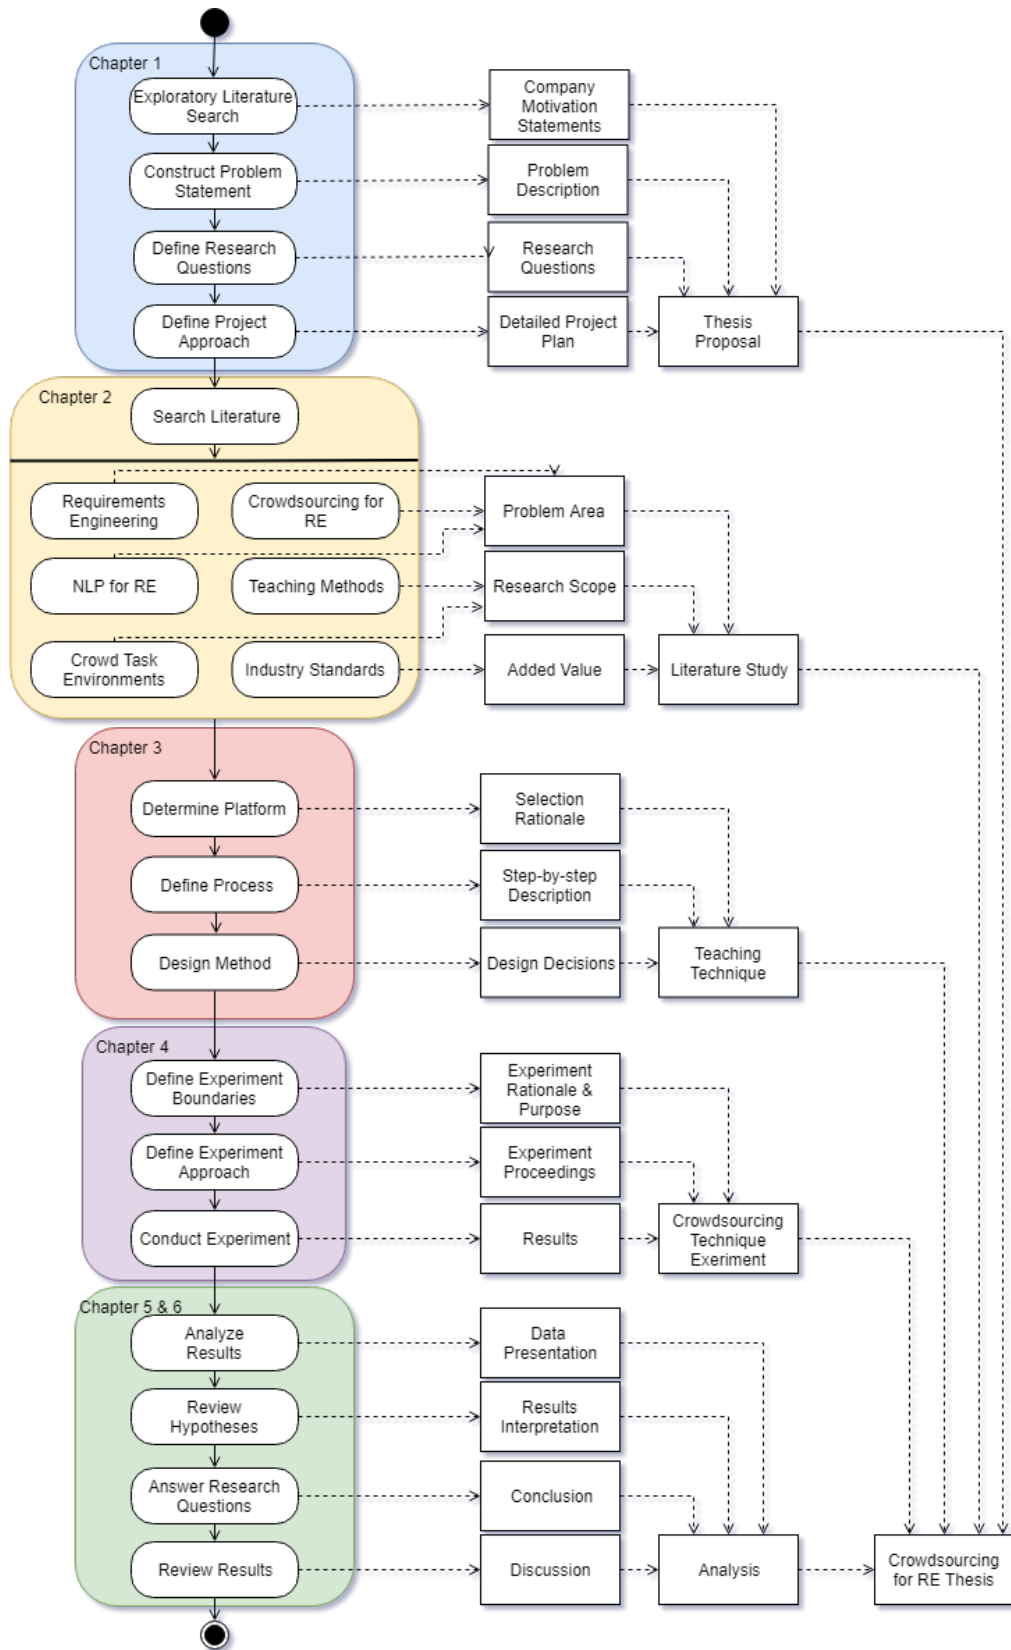 Chapter 1
Exploratory Literature
Search
Company
Motivation
Statements
Construct Problem
Statement
Problem
Description
Define Research
Questions
Research
Questions
Define Project
Approach
Detailed Project
Plan
Thesis
Proposal
Chapter 2
Search Literature
Requirements
Engineering
Crowdsourcing for
RE
Problem Area
NLP for RE
Teaching Methods
Research Scope
Crowd Task
Environments
Industry Standards
Added Value
Literature Study
Chapter 3
Determine Platform
Selection
Rationale
Define Process
Step-by-step
Description
Design Method
Design Decisions
Teaching
Technique
Chapter 4
Define Experiment
Boundaries
Experiment
Rationale &
Purpose
Define Experiment
Approach
Experiment
Proceedings
Conduct Experiment
Results
Crowdsourcing
Technique
Exeriment
Chapter 5 & 6
Analyze
Results
Data
Presentation
Review
Hypotheses
Results
Interpretation
Answer Research
Questions
Conclusion
Review Results
Discussion
Analysis
Crowdsourcing
for RE Thesis